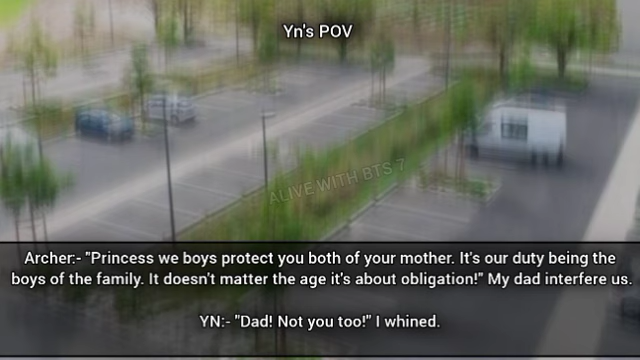 Yn's POV
ALIVE WITH BTS 7
Archer:- "Princess we boys protect you both of your mother. It's our duty being the
boys of the family. It doesn't matter the age it's about obligation!" My dad interfere us.
YN:- "Dad! Not you too!" I whined.